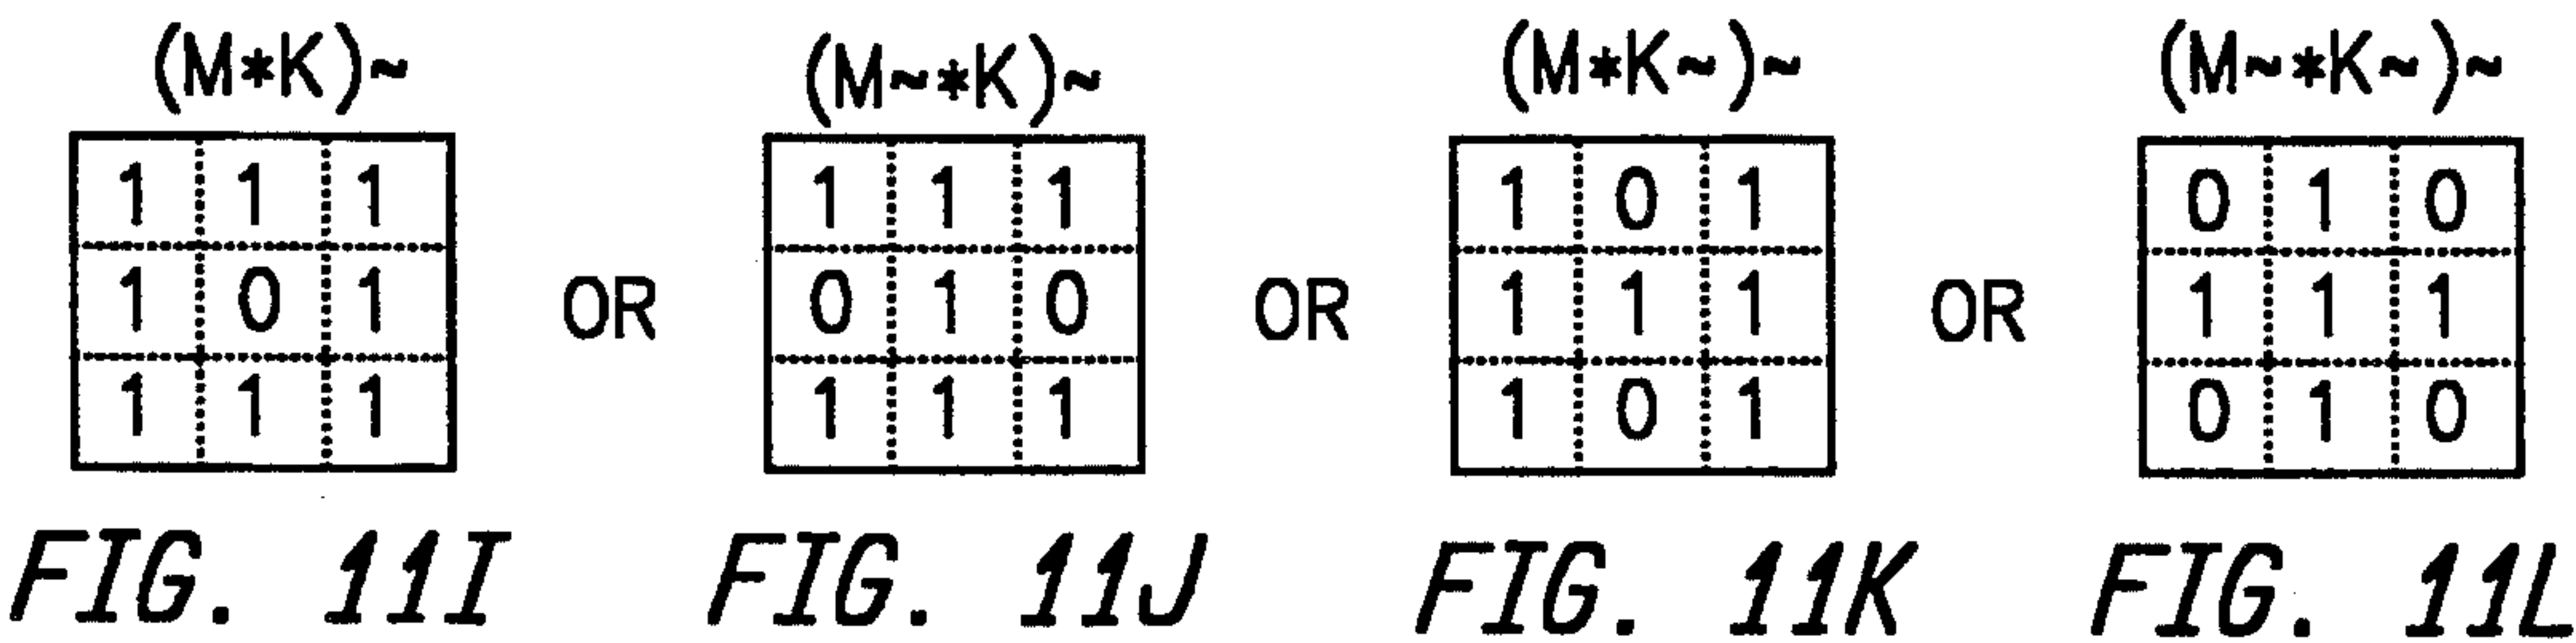 (M*K)~ (M~*K)~ (M*K~)~ (M~*K~)~
1 1 1 1 1 1 1 0 1 0 1 0
1 0 1 OR 0 1 0 OR 1 1 1 OR 1 1 1
1 1 1 1 1 1 1 0 1 0 1 0
FIG. 11I FIG. 11J FIG. 11K FIG. 11L